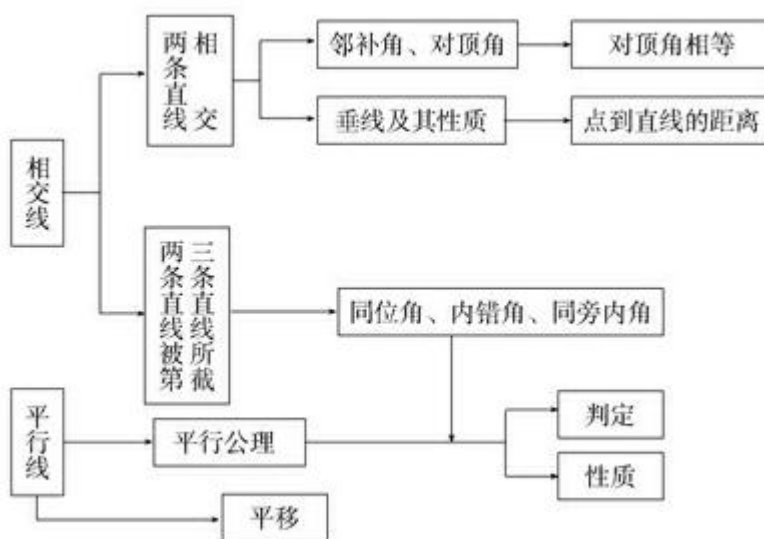 相交线
两条直线相交
邻补角、对顶角
对顶角相等
垂线及其性质
点到直线的距离
两条直线被第三条直线所截
同位角、内错角、同旁内角
平行线
平行公理
判定
性质
平移